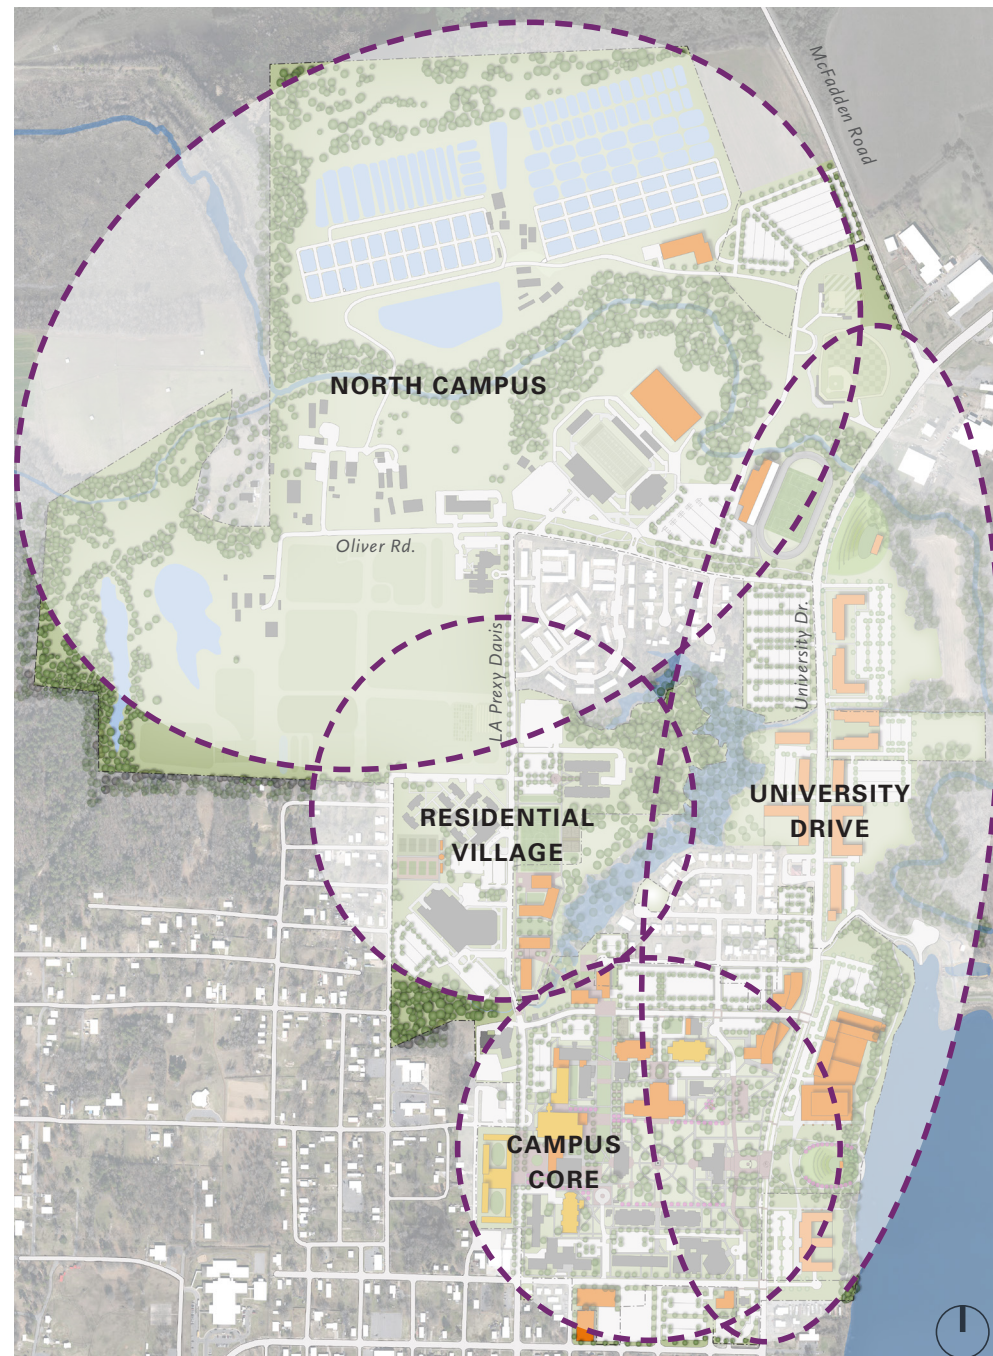 McFadden Road
NORTH CAMPUS
Oliver Rd.
LA Prexy Davis
University Dr.
UNIVERSITY
DRIVE
RESIDENTIAL
VILLAGE
CAMPUS
CORE